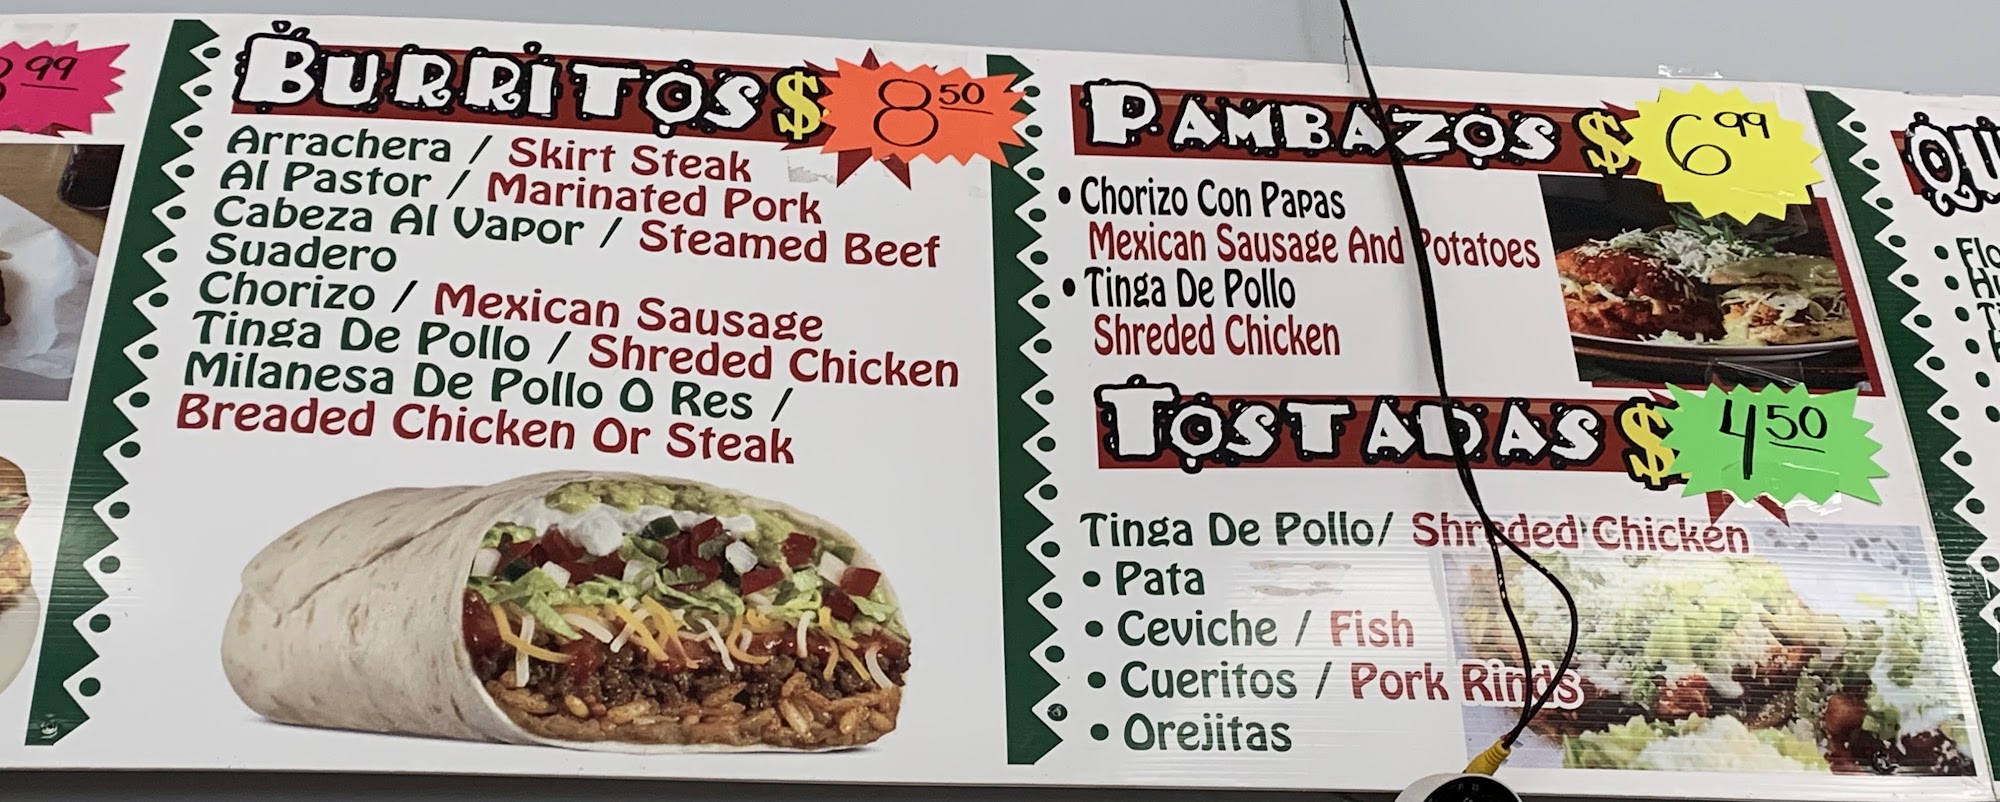 99
BURRITOS $ 8 50
Arrachera / Skirt Steak
Al Pastor / Marinated Pork
Cabeza Al Vapor / Steamed Beef
Suadero
Chorizo / Mexican Sausage
Tinga De Pollo / Shreded Chicken
Milanesa De Pollo O Res /
Breaded Chicken Or Steak
PAMBAZOS $ 6 99
• Chorizo Con Papas
Mexican Sausage And Potatoes
• Tinga De Pollo
Shreded Chicken
TOSTADAS $ 4 50
Tinga De Pollo/ Shreded Chicken
• Pata
• Ceviche / Fish
• Cueritos / Pork Rinds
• Orejitas